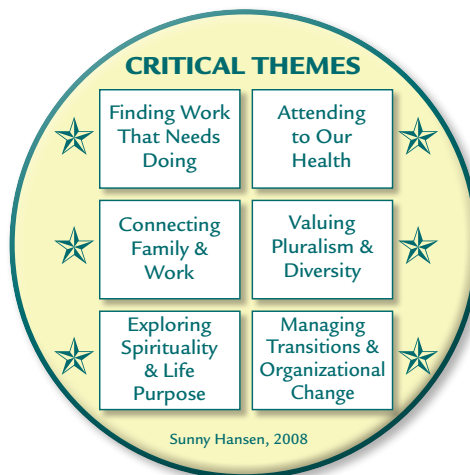 CRITICAL THEMES
Finding Work
That Needs
Doing
Attending
to Our
Health
Connecting
Family &
Work
Valuing
Pluralism &
Diversity
Exploring
Spirituality
& Life
Purpose
Managing
Transitions &
Organizational
Change
Sunny Hansen, 2008